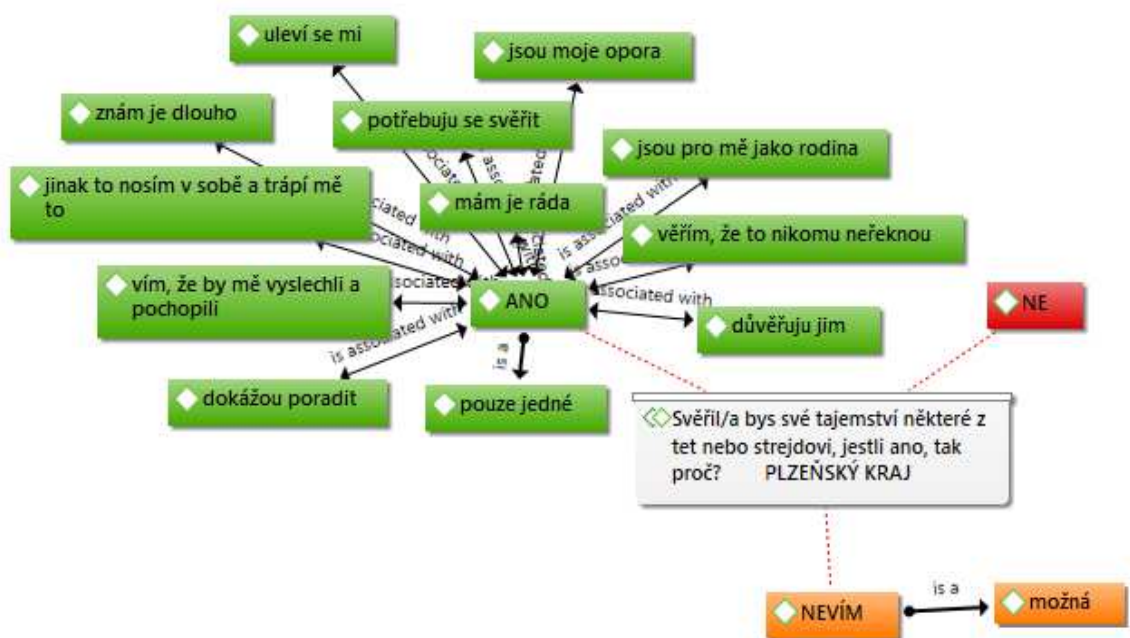 uleví se mi
jsou moje opora
znám je dlouho
potřebuju se svěřit
jsou pro mě jako rodina
jinak to nosím v sobě a trápí mě
to
mám je ráda
věřím, že to nikomu neřeknou
vím, že by mě vyslechli a
pochopili
ANO
důvěřuju jim
NE
is associated with
is associated with
associated with
is a
dokážou poradit
pouze jedné
Svěřil/a bys své tajemství některé z
tet nebo strejdovi, jestli ano, tak
proč? PLZEŇSKÝ KRAJ
NEVÍM
is a
možná